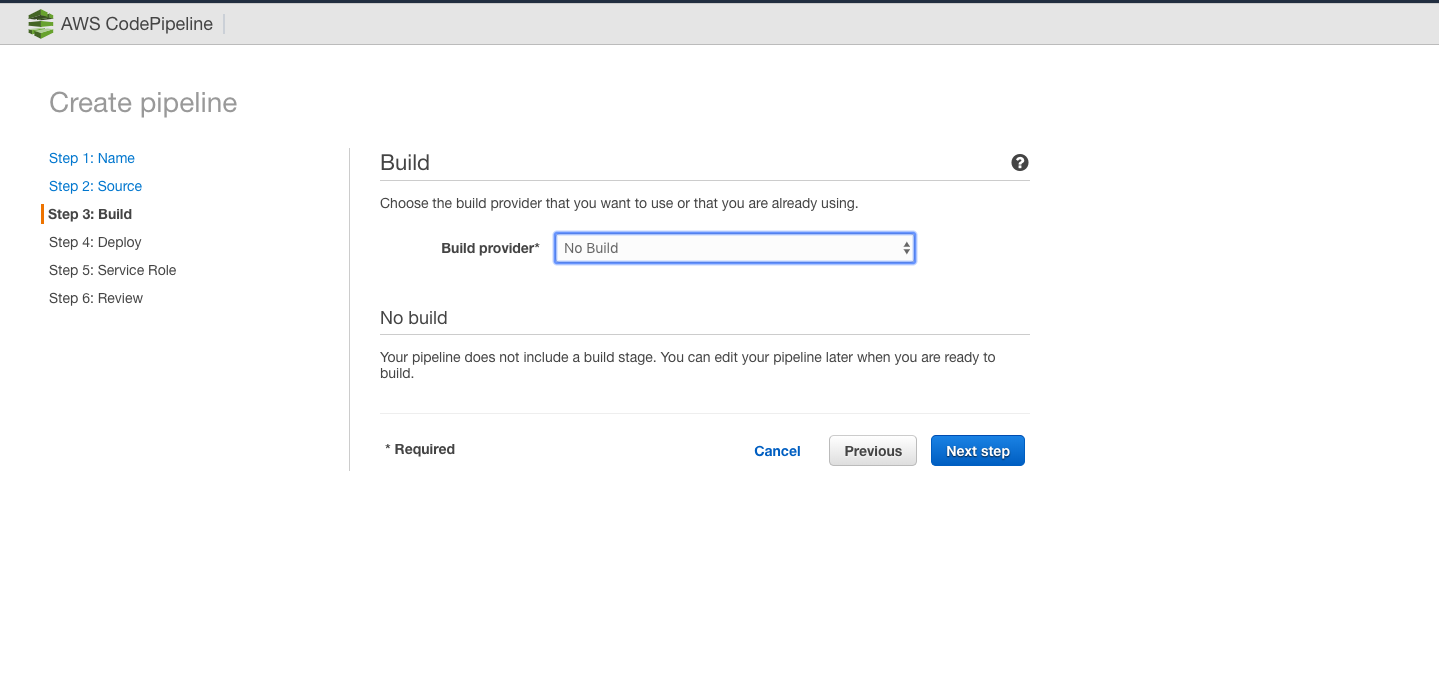 AWS CodePipeline
Create pipeline
Step 1: Name
Step 2: Source
Step 3: Build
Step 4: Deploy
Step 5: Service Role
Step 6: Review
Build
?
Choose the build provider that you want to use or that you are already using.
Build provider* No Build
No build
Your pipeline does not include a build stage. You can edit your pipeline later when you are ready to
build.
* Required Cancel Previous Next step